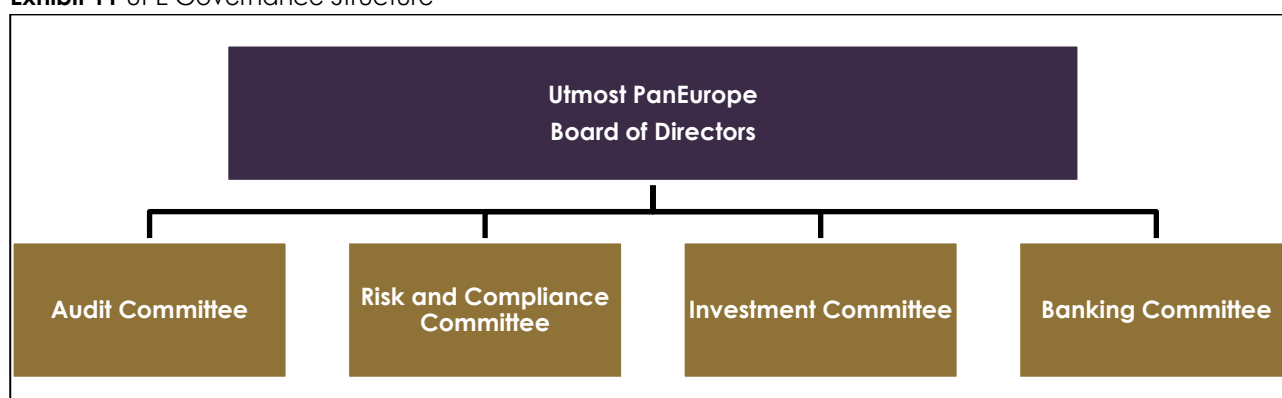 Utmost PanEurope
Board of Directors
Audit Committee
Risk and Compliance
Committee
Investment Committee
Banking Committee